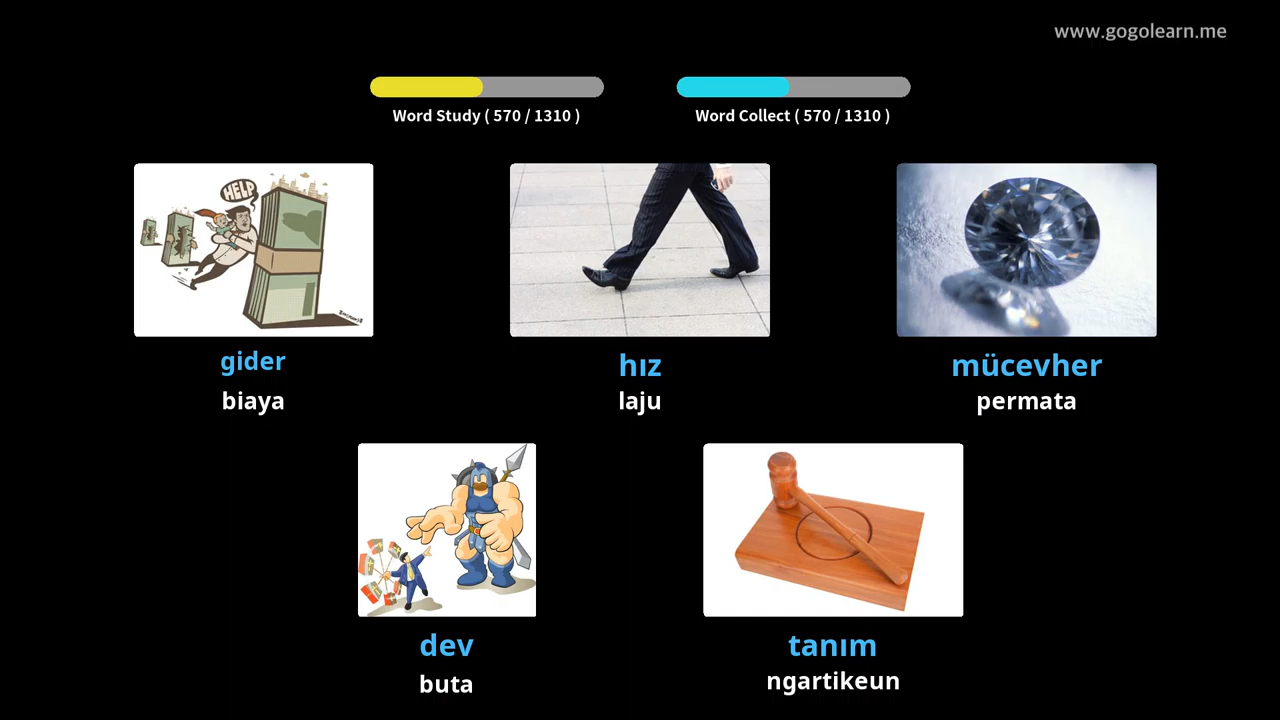 www.gogolearn.me
Word Study ( 570 / 1310 )
Word Collect ( 570 / 1310 )
HELP
gider
biaya
hız
laju
mücevher
permata
dev
buta
tanım
ngartikeun